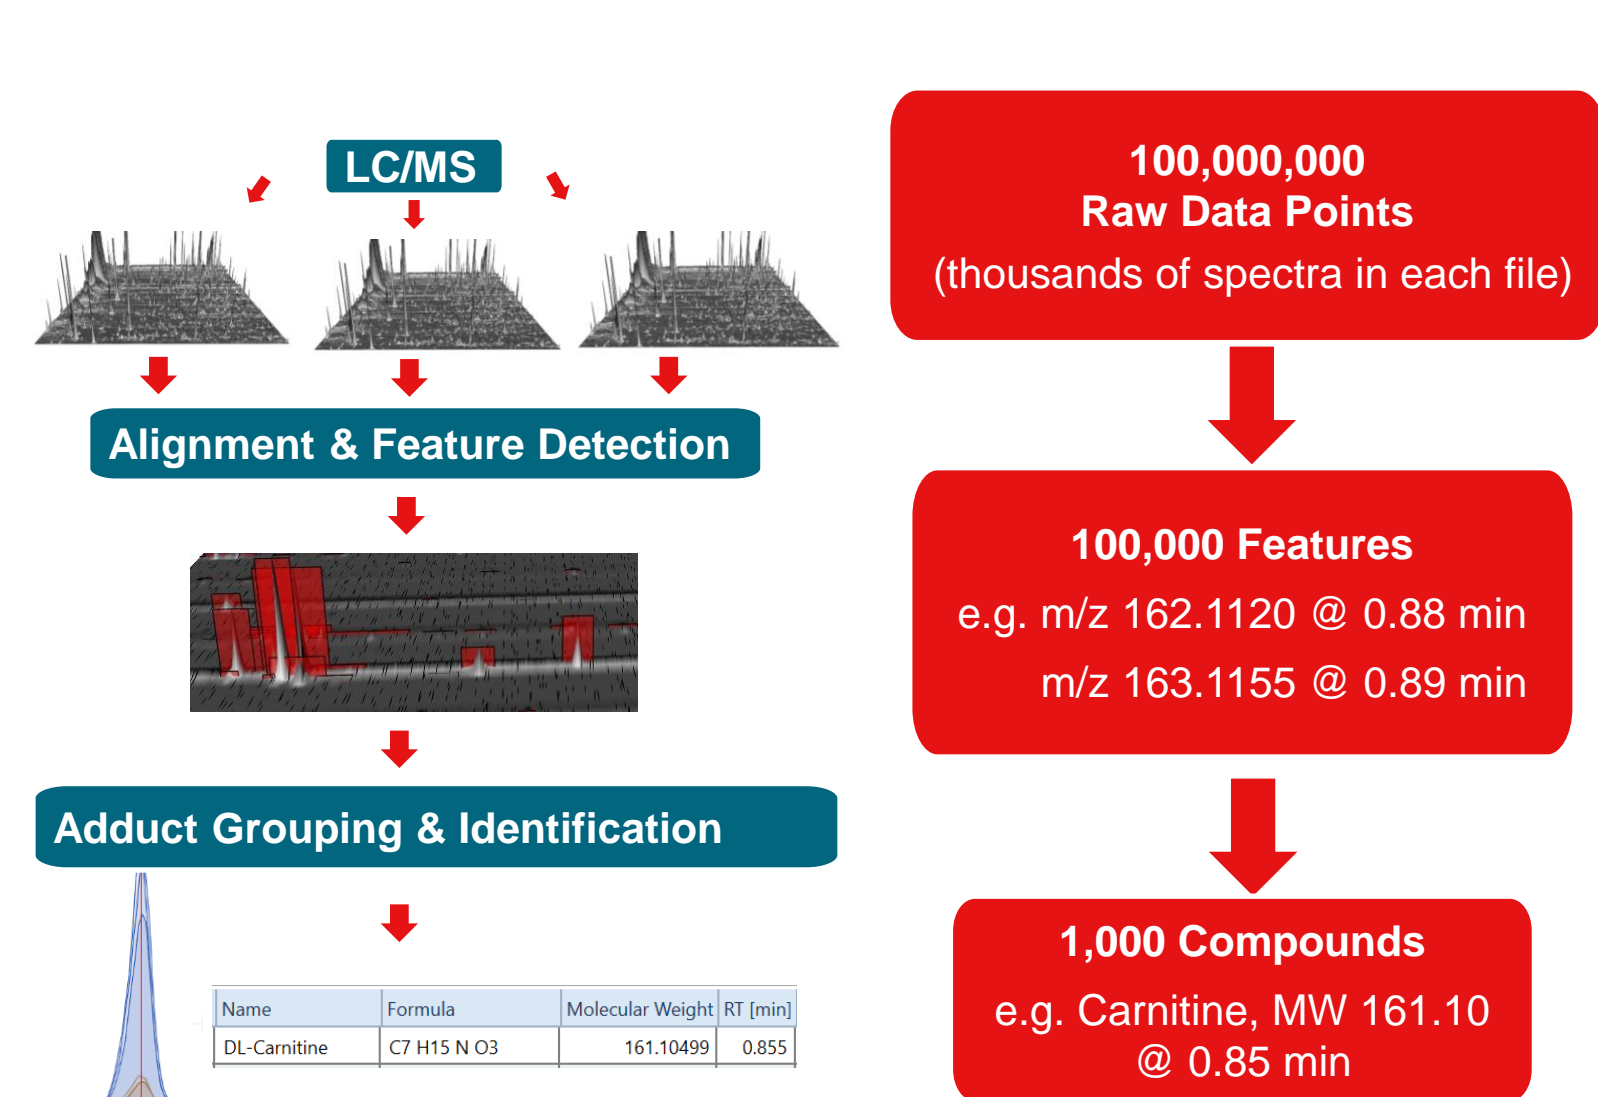 LC/MS
Alignment & Feature Detection
Adduct Grouping & Identification
Name Formula Molecular Weight RT [min]
DL-Carnitine C7 H15 N O3 161.10499 0.855
100,000,000
Raw Data Points
(thousands of spectra in each file)
100,000 Features
e.g. m/z 162.1120 @ 0.88 min
m/z 163.1155 @ 0.89 min
1,000 Compounds
e.g. Carnitine, MW 161.10
@ 0.85 min